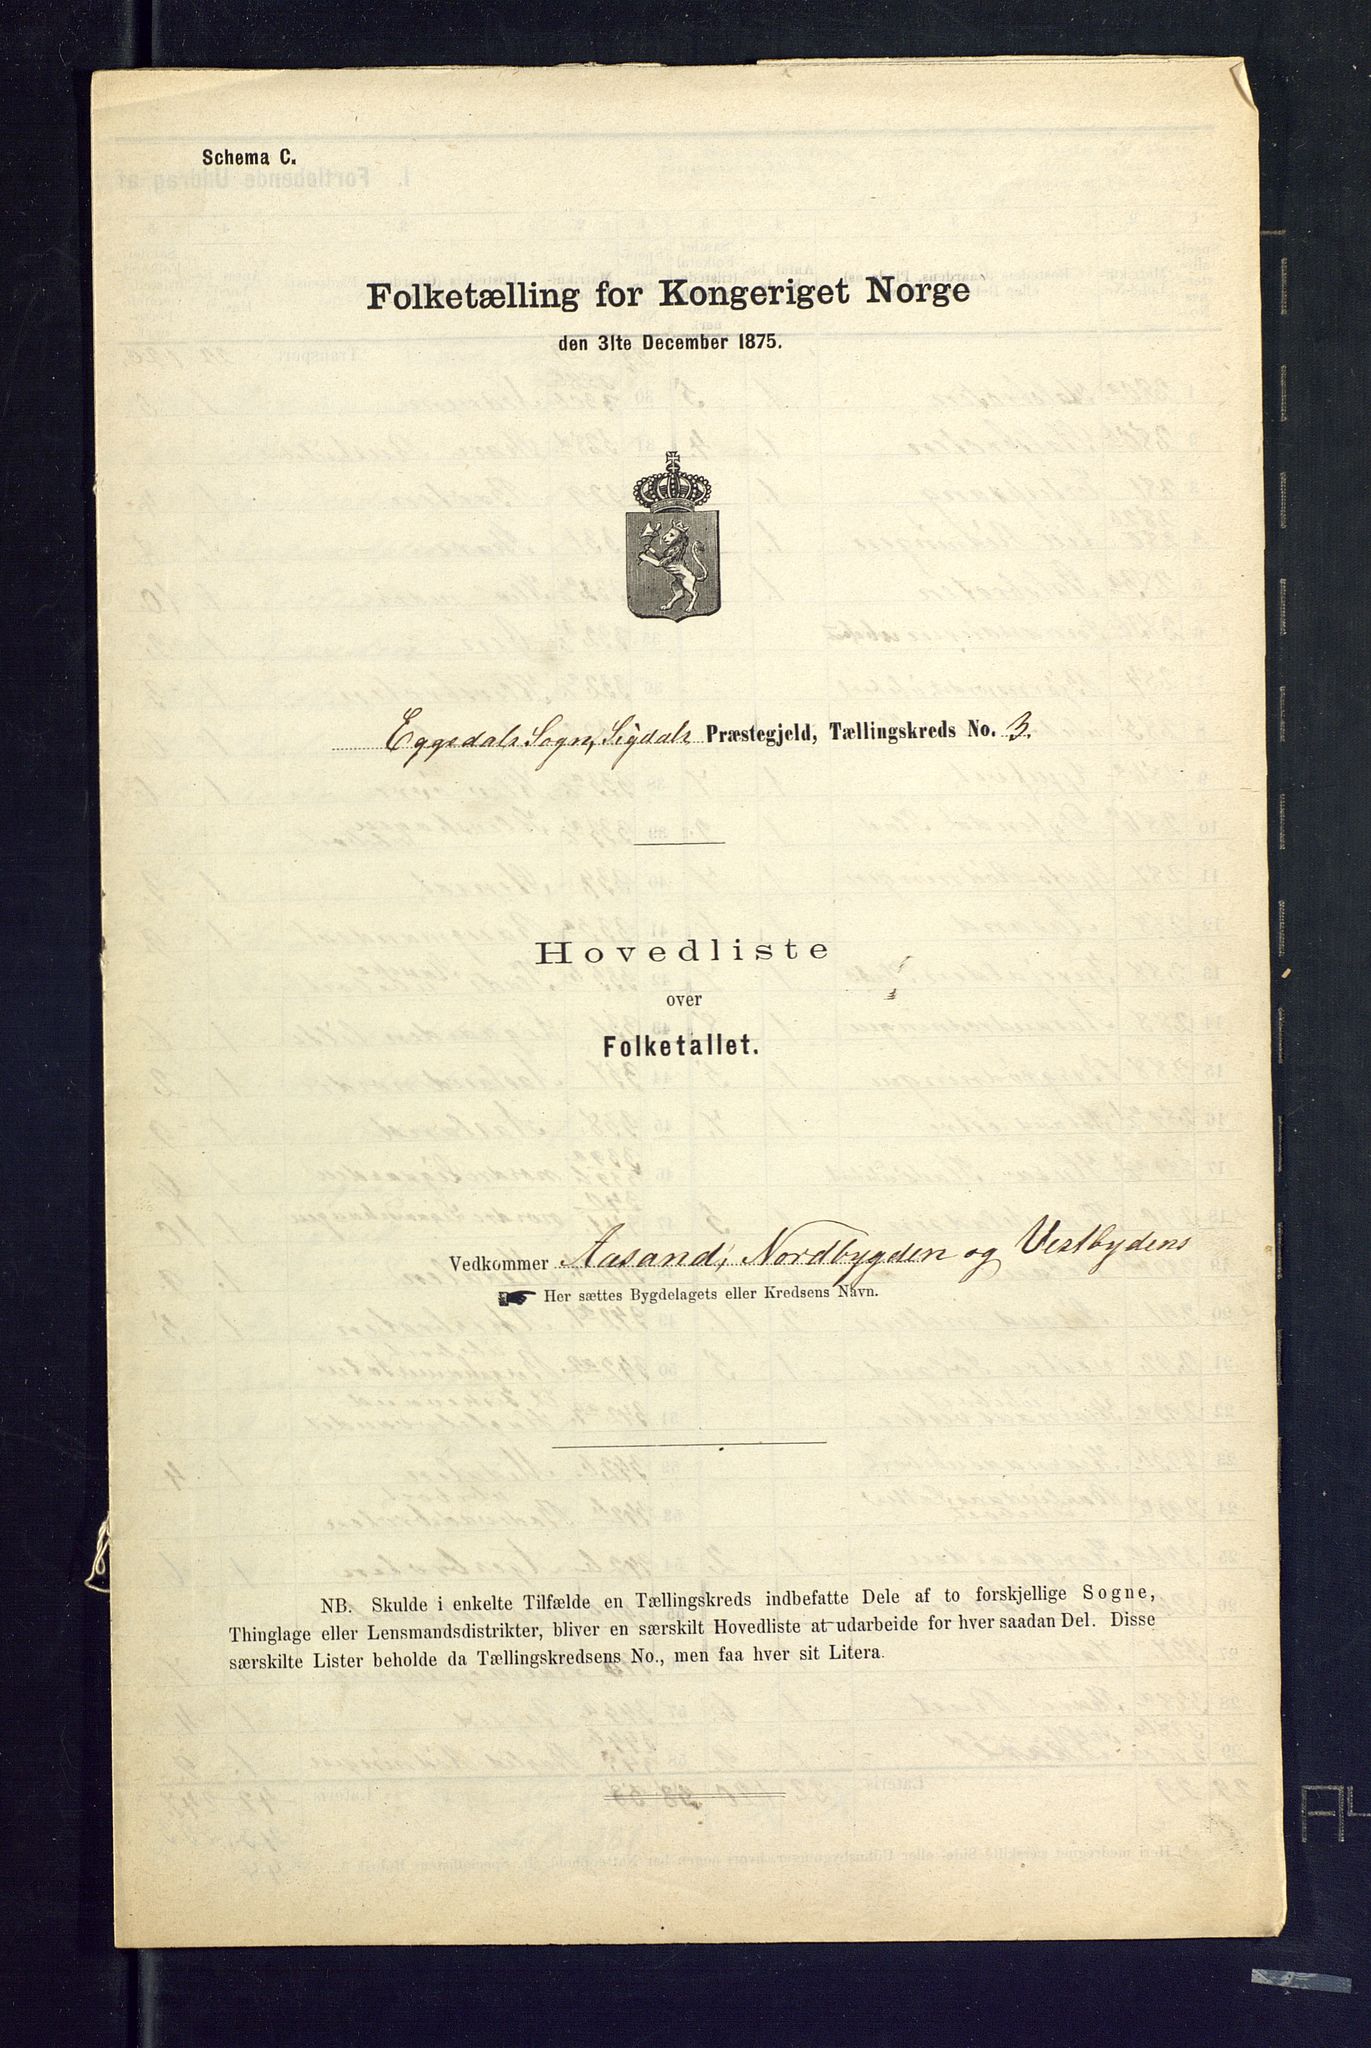 Schema C.
Folketælling for Kongeriget Norge
den 31te December 1875.
Eggedals Sogn, Sigdals Præstegjeld, Tællingskreds No. 3.
Hovedliste
over
Folketallet.
Vedkommer Aasand, Nordbygden og Vestbydens
Her sættes Bygdelagets eller Kredsens Navn.
NB. Skulde i enkelte Tilfælde en Tællingskreds indbefatte Dele af to forskjellige Sogne,
Thinglage eller Lensmandsdistrikter, bliver en særskilt Hovedliste at udarbeide for hver saadan Del. Disse
særskilte Lister beholde da Tællingskredsens No., men faa hver sit Litera.